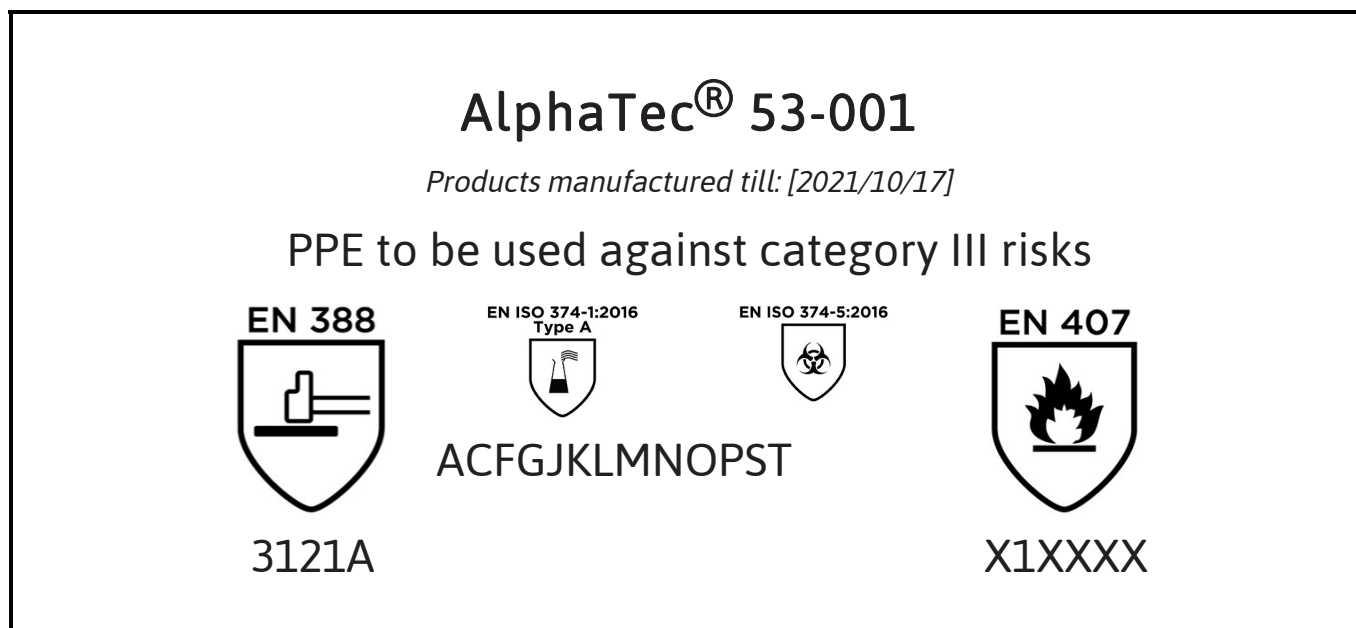 AlphaTec® 53-001
Products manufactured till: [2021/10/17]
PPE to be used against category III risks
EN 388
3121A
EN ISO 374-1:2016
Type A
ACFGJKLMNOPST
EN ISO 374-5:2016
EN 407
X1XXXX